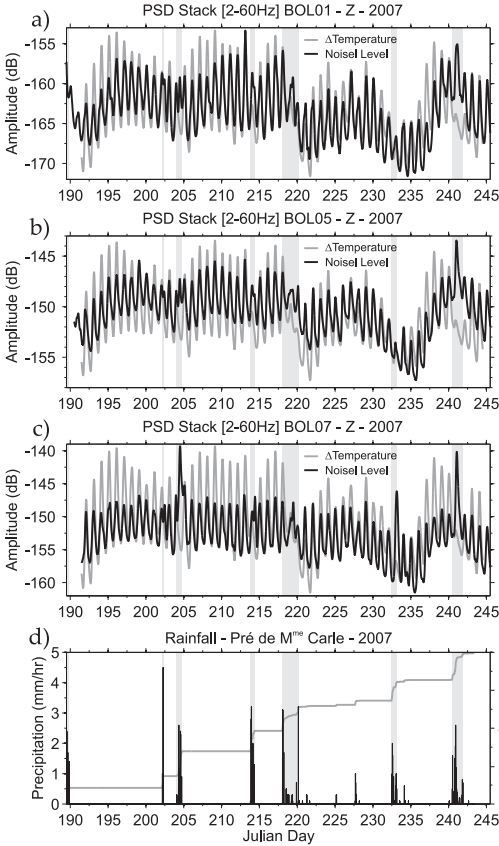 a) PSD Stack [2-60Hz] BOL01 - Z - 2007
Amplitude (dB)
-155
-160
-165
-170
ΔTemperature
Noisel Level
190 195 200 205 210 215 220 225 230 235 240 245
b) PSD Stack [2-60Hz] BOL05 - Z - 2007
Amplitude (dB)
-145
-150
-155
ΔTemperature
Noisel Level
190 195 200 205 210 215 220 225 230 235 240 245
c) PSD Stack [2-60Hz] BOL07 - Z - 2007
Amplitude (dB)
-140
-145
-150
-155
-160
ΔTemperature
Noisel Level
190 195 200 205 210 215 220 225 230 235 240 245
d) Rainfall - Pré de Mme Carle - 2007
Precipitation (mm/hr)
5
4
3
2
1
0
190 195 200 205 210 215 220 225 230 235 240 245
Julian Day